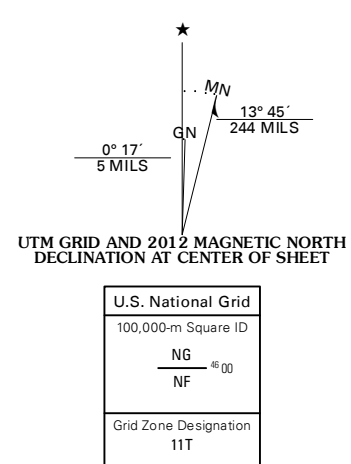 ★
MN
13° 45´
244 MILS
GN
0° 17´
5 MILS
UTM GRID AND 2012 MAGNETIC NORTH
DECLINATION AT CENTER OF SHEET
U.S. National Grid
100,000-m Square ID
NG
46 00
NF
Grid Zone Designation
11T